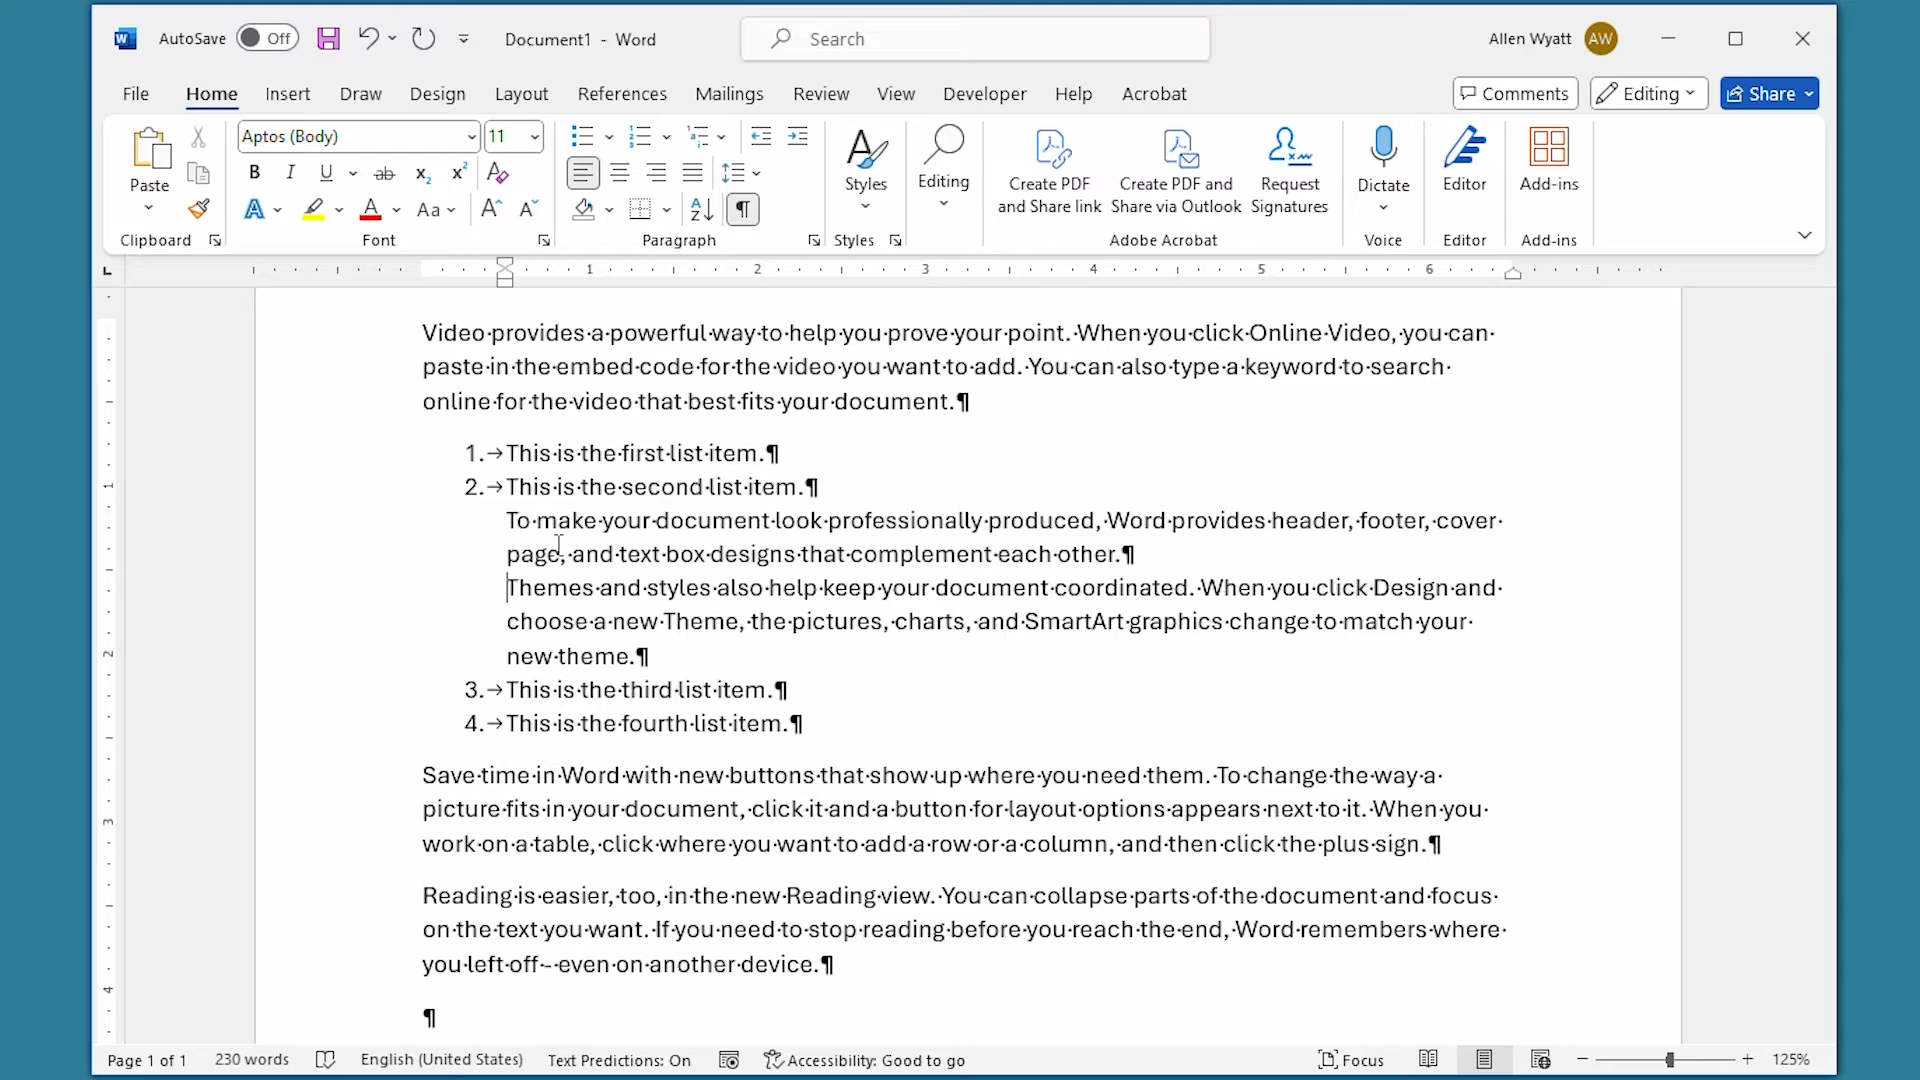 AutoSave Off Document1 - Word Search Allen Wyatt AW
File Home Insert Draw Design Layout References Mailings Review View Developer Help Acrobat Comments Editing Share
Aptos (Body) 11
Paste
B I U ab x₂ x² A
A A Aa A A
Styles
Editing
Create PDF
and Share link
Create PDF and
Share via Outlook
Request
Signatures
Dictate
Editor
Add-ins
Clipboard Font Paragraph Styles Adobe Acrobat Voice Editor Add-ins
1 2 3 4 5 6
Video provides a powerful way to help you prove your point. When you click Online Video, you can
paste in the embed code for the video you want to add. You can also type a keyword to search
online for the video that best fits your document.¶
1.→This is the first list item.¶
2.→This is the second list item.¶
To make your document look professionally produced, Word provides header, footer, cover
page, and text box designs that complement each other.¶
Themes and styles also help keep your document coordinated. When you click Design and
choose a new Theme, the pictures, charts, and SmartArt graphics change to match your
new theme.¶
3.→This is the third list item.¶
4.→This is the fourth list item.¶
Save time in Word with new buttons that show up where you need them. To change the way a
picture fits in your document, click it and a button for layout options appears next to it. When you
work on a table, click where you want to add a row or a column, and then click the plus sign.¶
Reading is easier, too, in the new Reading view. You can collapse parts of the document and focus
on the text you want. If you need to stop reading before you reach the end, Word remembers where
you left off -- even on another device.¶
¶
1
2
3
4
Page 1 of 1 230 words English (United States) Text Predictions: On Accessibility: Good to go Focus 125%